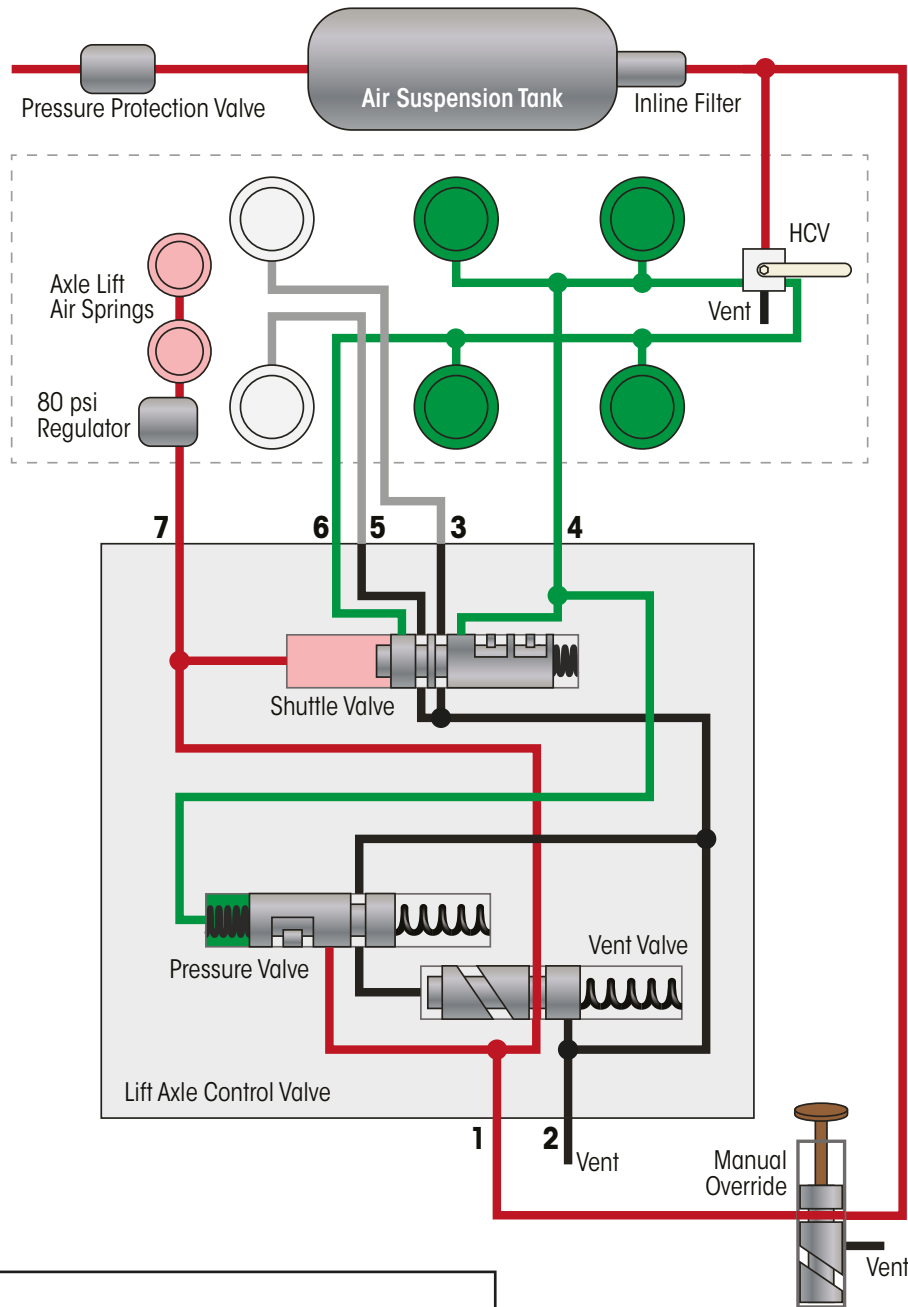 Pressure Protection Valve
Air Suspension Tank
Inline Filter
HCV
Axle Lift
Air Springs
Vent
80 psi
Regulator
7
6
5
3
4
Shuttle Valve
Pressure Valve
Vent Valve
Lift Axle Control Valve
1
2
Vent
Manual
Override
Vent